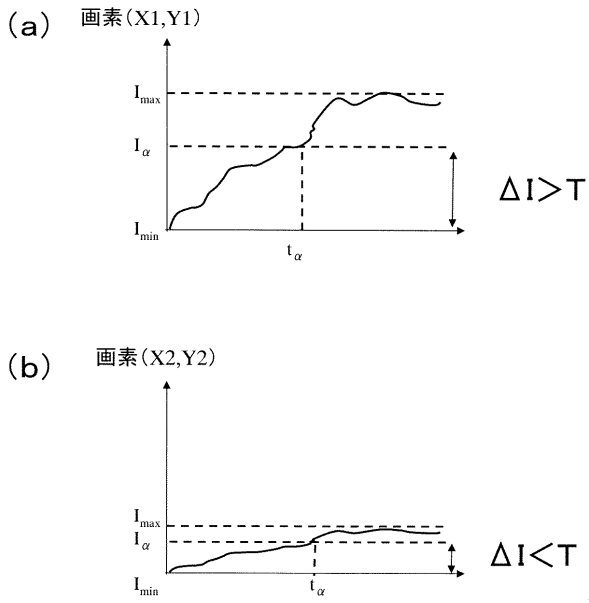 (a) 画素(X1,Y1)
Imax
Iα
ΔI>T
Imin
tα
(b) 画素(X2,Y2)
Imax
Iα
ΔI<T
Imin
tα